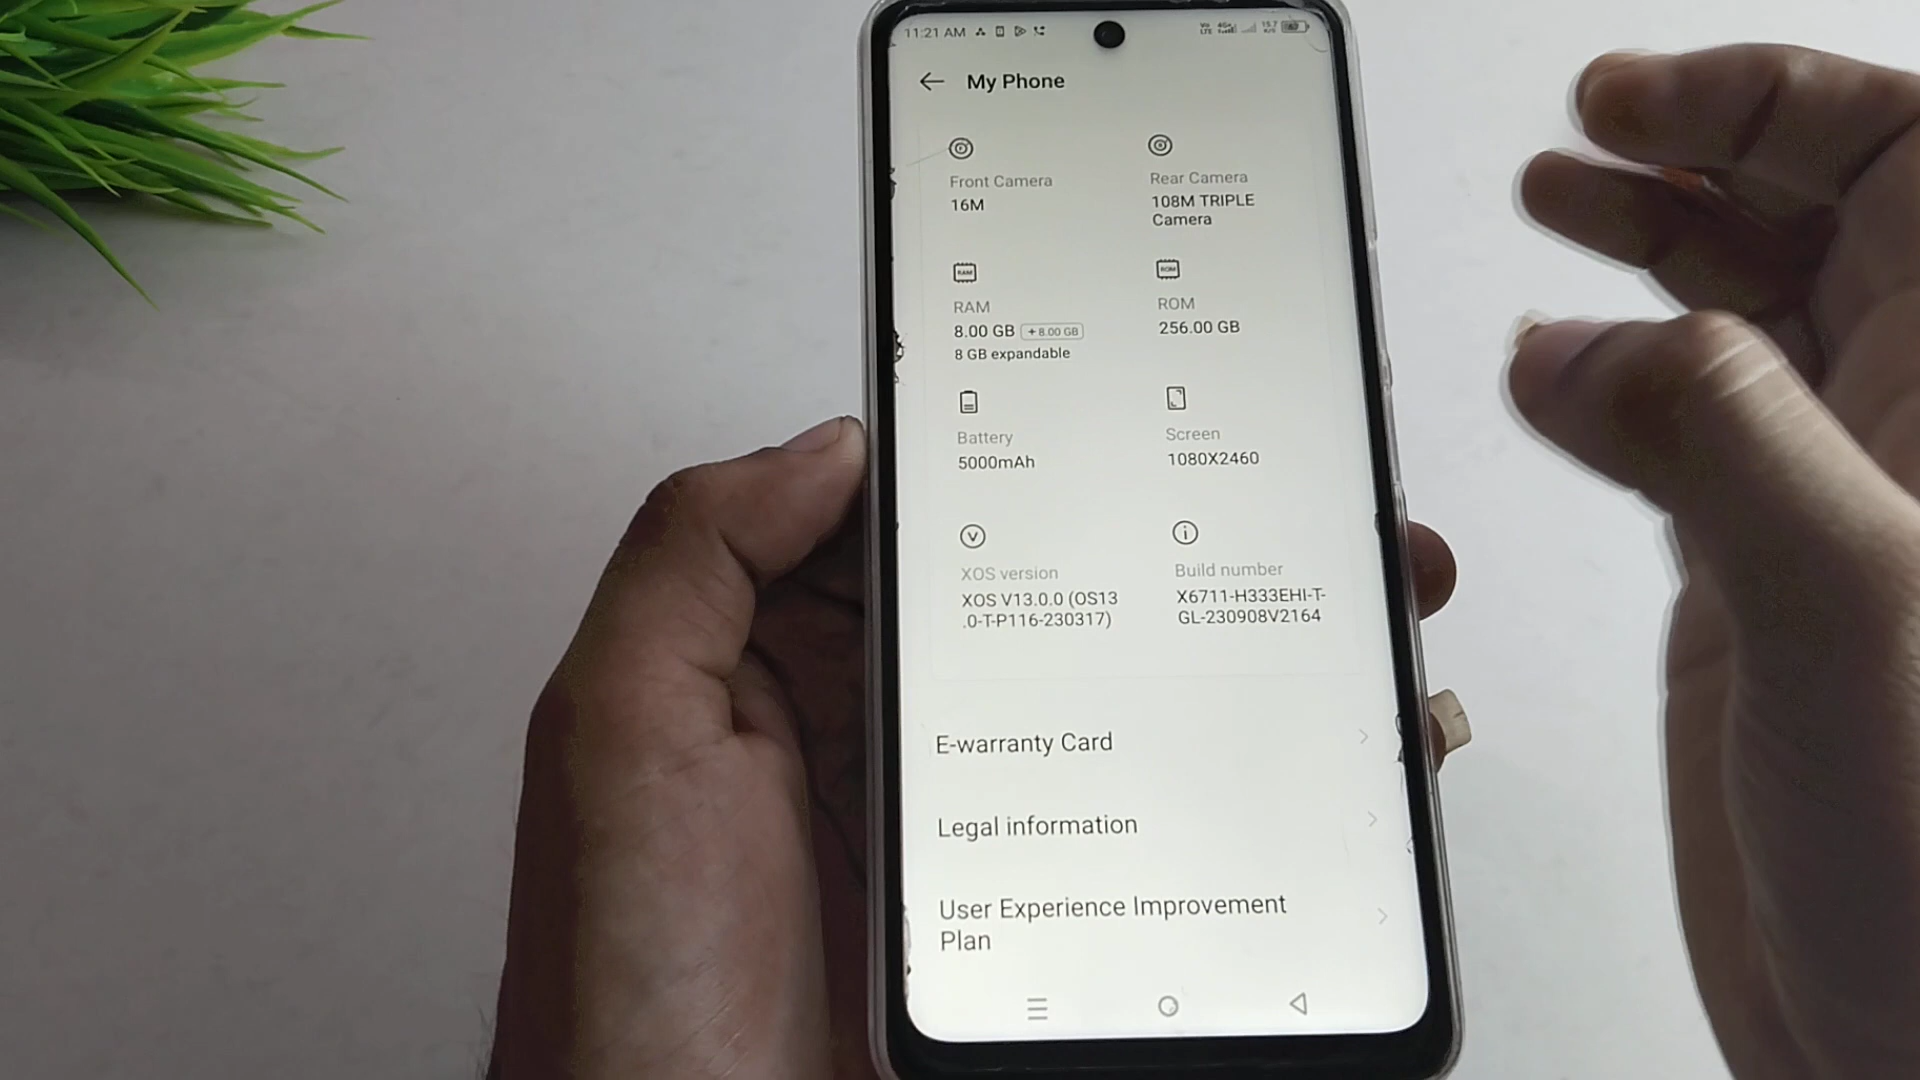 11:21 AM
My Phone
Front Camera
16M
Rear Camera
108M TRIPLE
Camera
RAM
RAM
8.00 GB +8.00 GB
8 GB expandable
ROM
ROM
256.00 GB
Battery
5000mAh
Screen
1080X2460
XOS version
XOS V13.0.0 (OS13
.0-T-P116-230317)
Build number
X6711-H333EHI-T-
GL-230908V2164
E-warranty Card
Legal information
User Experience Improvement
Plan